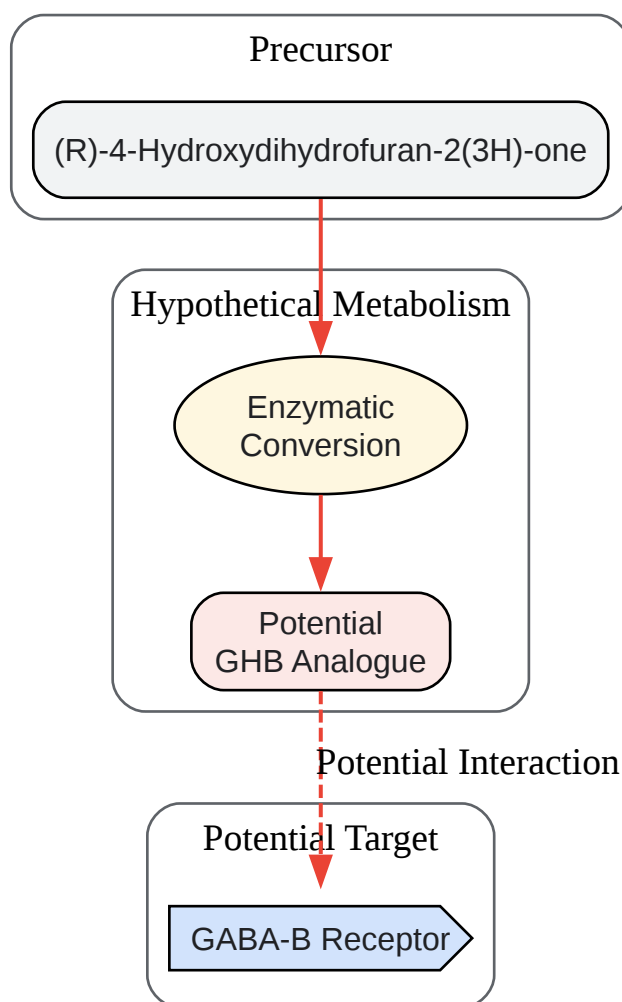 Precursor
(R)-4-Hydroxydihydrofuran-2(3H)-one
Hypothetical Metabolism
Enzymatic
Conversion
Potential
GHB Analogue
Potential Interaction
Potential Target
GABA-B Receptor